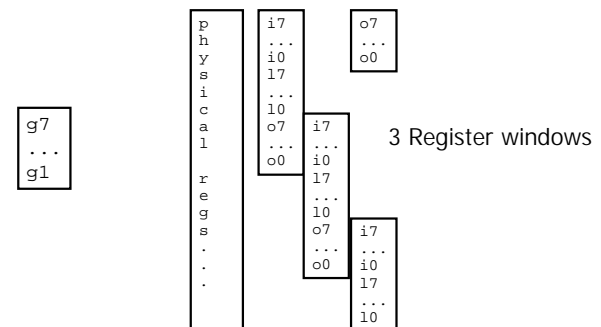 g7
...
g1
p
h
y
s
i
c
a
l
r
e
g
s
.
.
.
i7
...
i0
l7
...
l0
o7
...
o0
i7
...
i0
l7
...
l0
o7
...
o0
o7
...
o0
i7
...
i0
l7
...
l0
3 Register windows